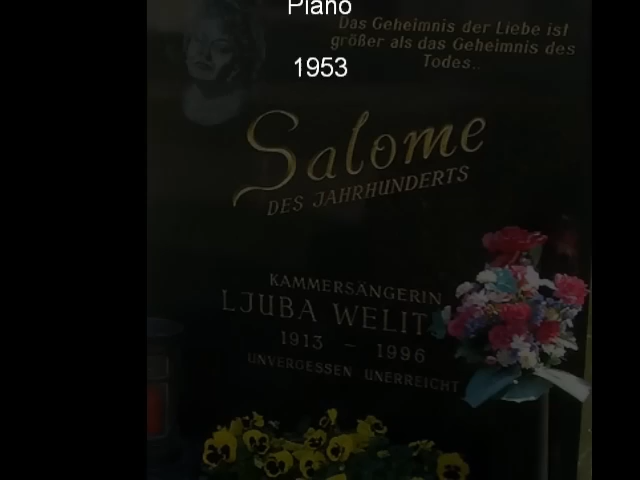 Piano
1953
Das Geheimnis der Liebe ist
größer als das Geheimnis des
Todes..
Salome
DES JAHRHUNDERTS
KAMMERSÄNGERIN
LJUBA WELIT
1913 – 1996
UNVERGESSEN UNERREICHT